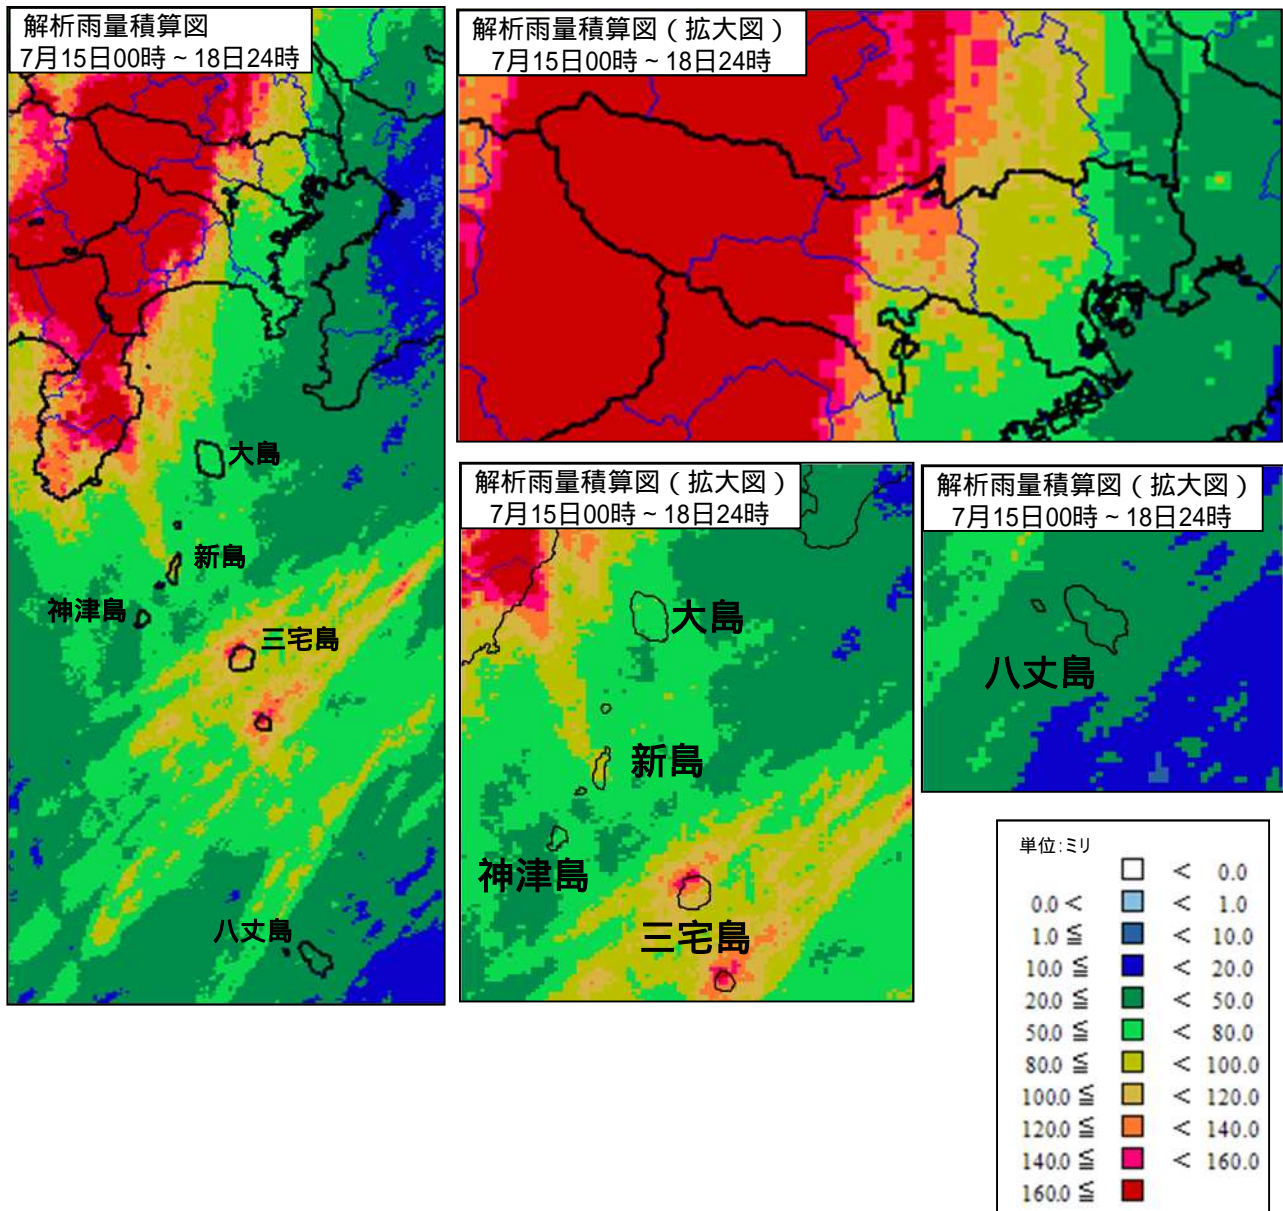 解析雨量積算図
7月15日00時~18日24時
大島
新島
神津島
三宅島
八丈島
解析雨量積算図(拡大図)
7月15日00時~18日24時
解析雨量積算図(拡大図)
7月15日00時~18日24時
大島
新島
神津島
三宅島
解析雨量積算図(拡大図)
7月15日00時~18日24時
八丈島
単位:ミリ
< 0.0
0.0 < < 1.0
1.0 ≦ < 10.0
10.0 ≦ < 20.0
20.0 ≦ < 50.0
50.0 ≦ < 80.0
80.0 ≦ < 100.0
100.0 ≦ < 120.0
120.0 ≦ < 140.0
140.0 ≦ < 160.0
160.0 ≦